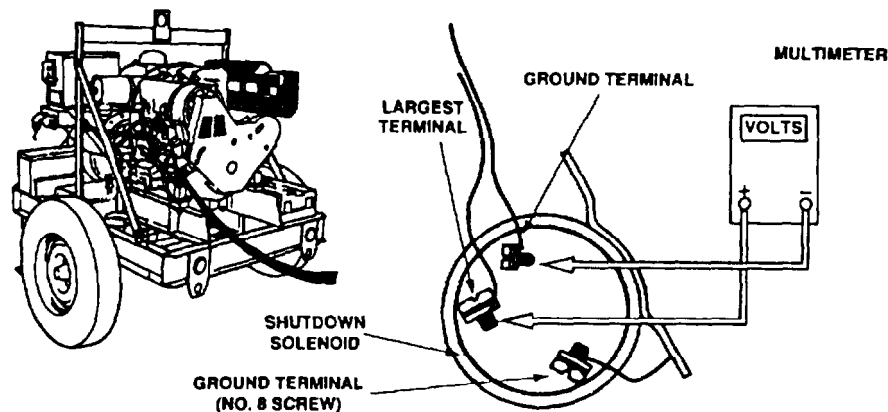 MULTIMETER
GROUND TERMINAL
LARGEST
TERMINAL
VOLTS
+ −
SHUTDOWN
SOLENOID
GROUND TERMINAL
(NO. 8 SCREW)